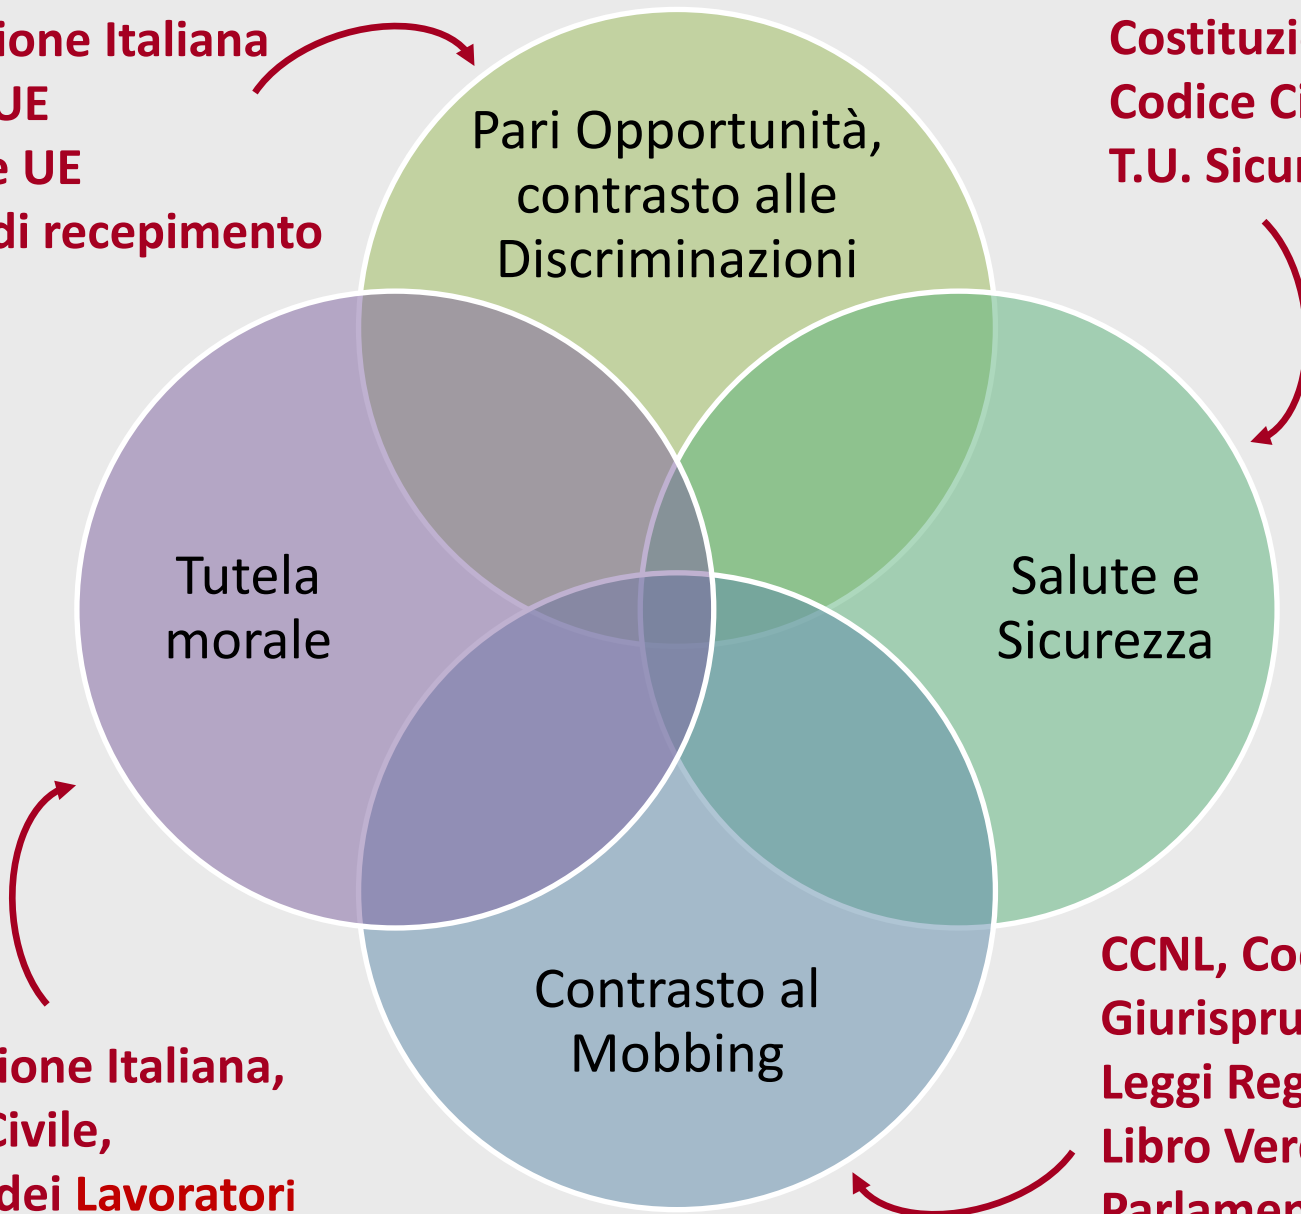 ione Italiana
UE
e UE
di recepimento
Pari Opportunità,
contrasto alle
Discriminazioni
Costituzi
Codice Ci
T.U. Sicur
Tutela
morale
Salute e
Sicurezza
Contrasto al
Mobbing
ione Italiana,
Civile,
dei Lavoratori
CCNL, Co
Giurispru
Leggi Reg
Libro Ver
Parlamen